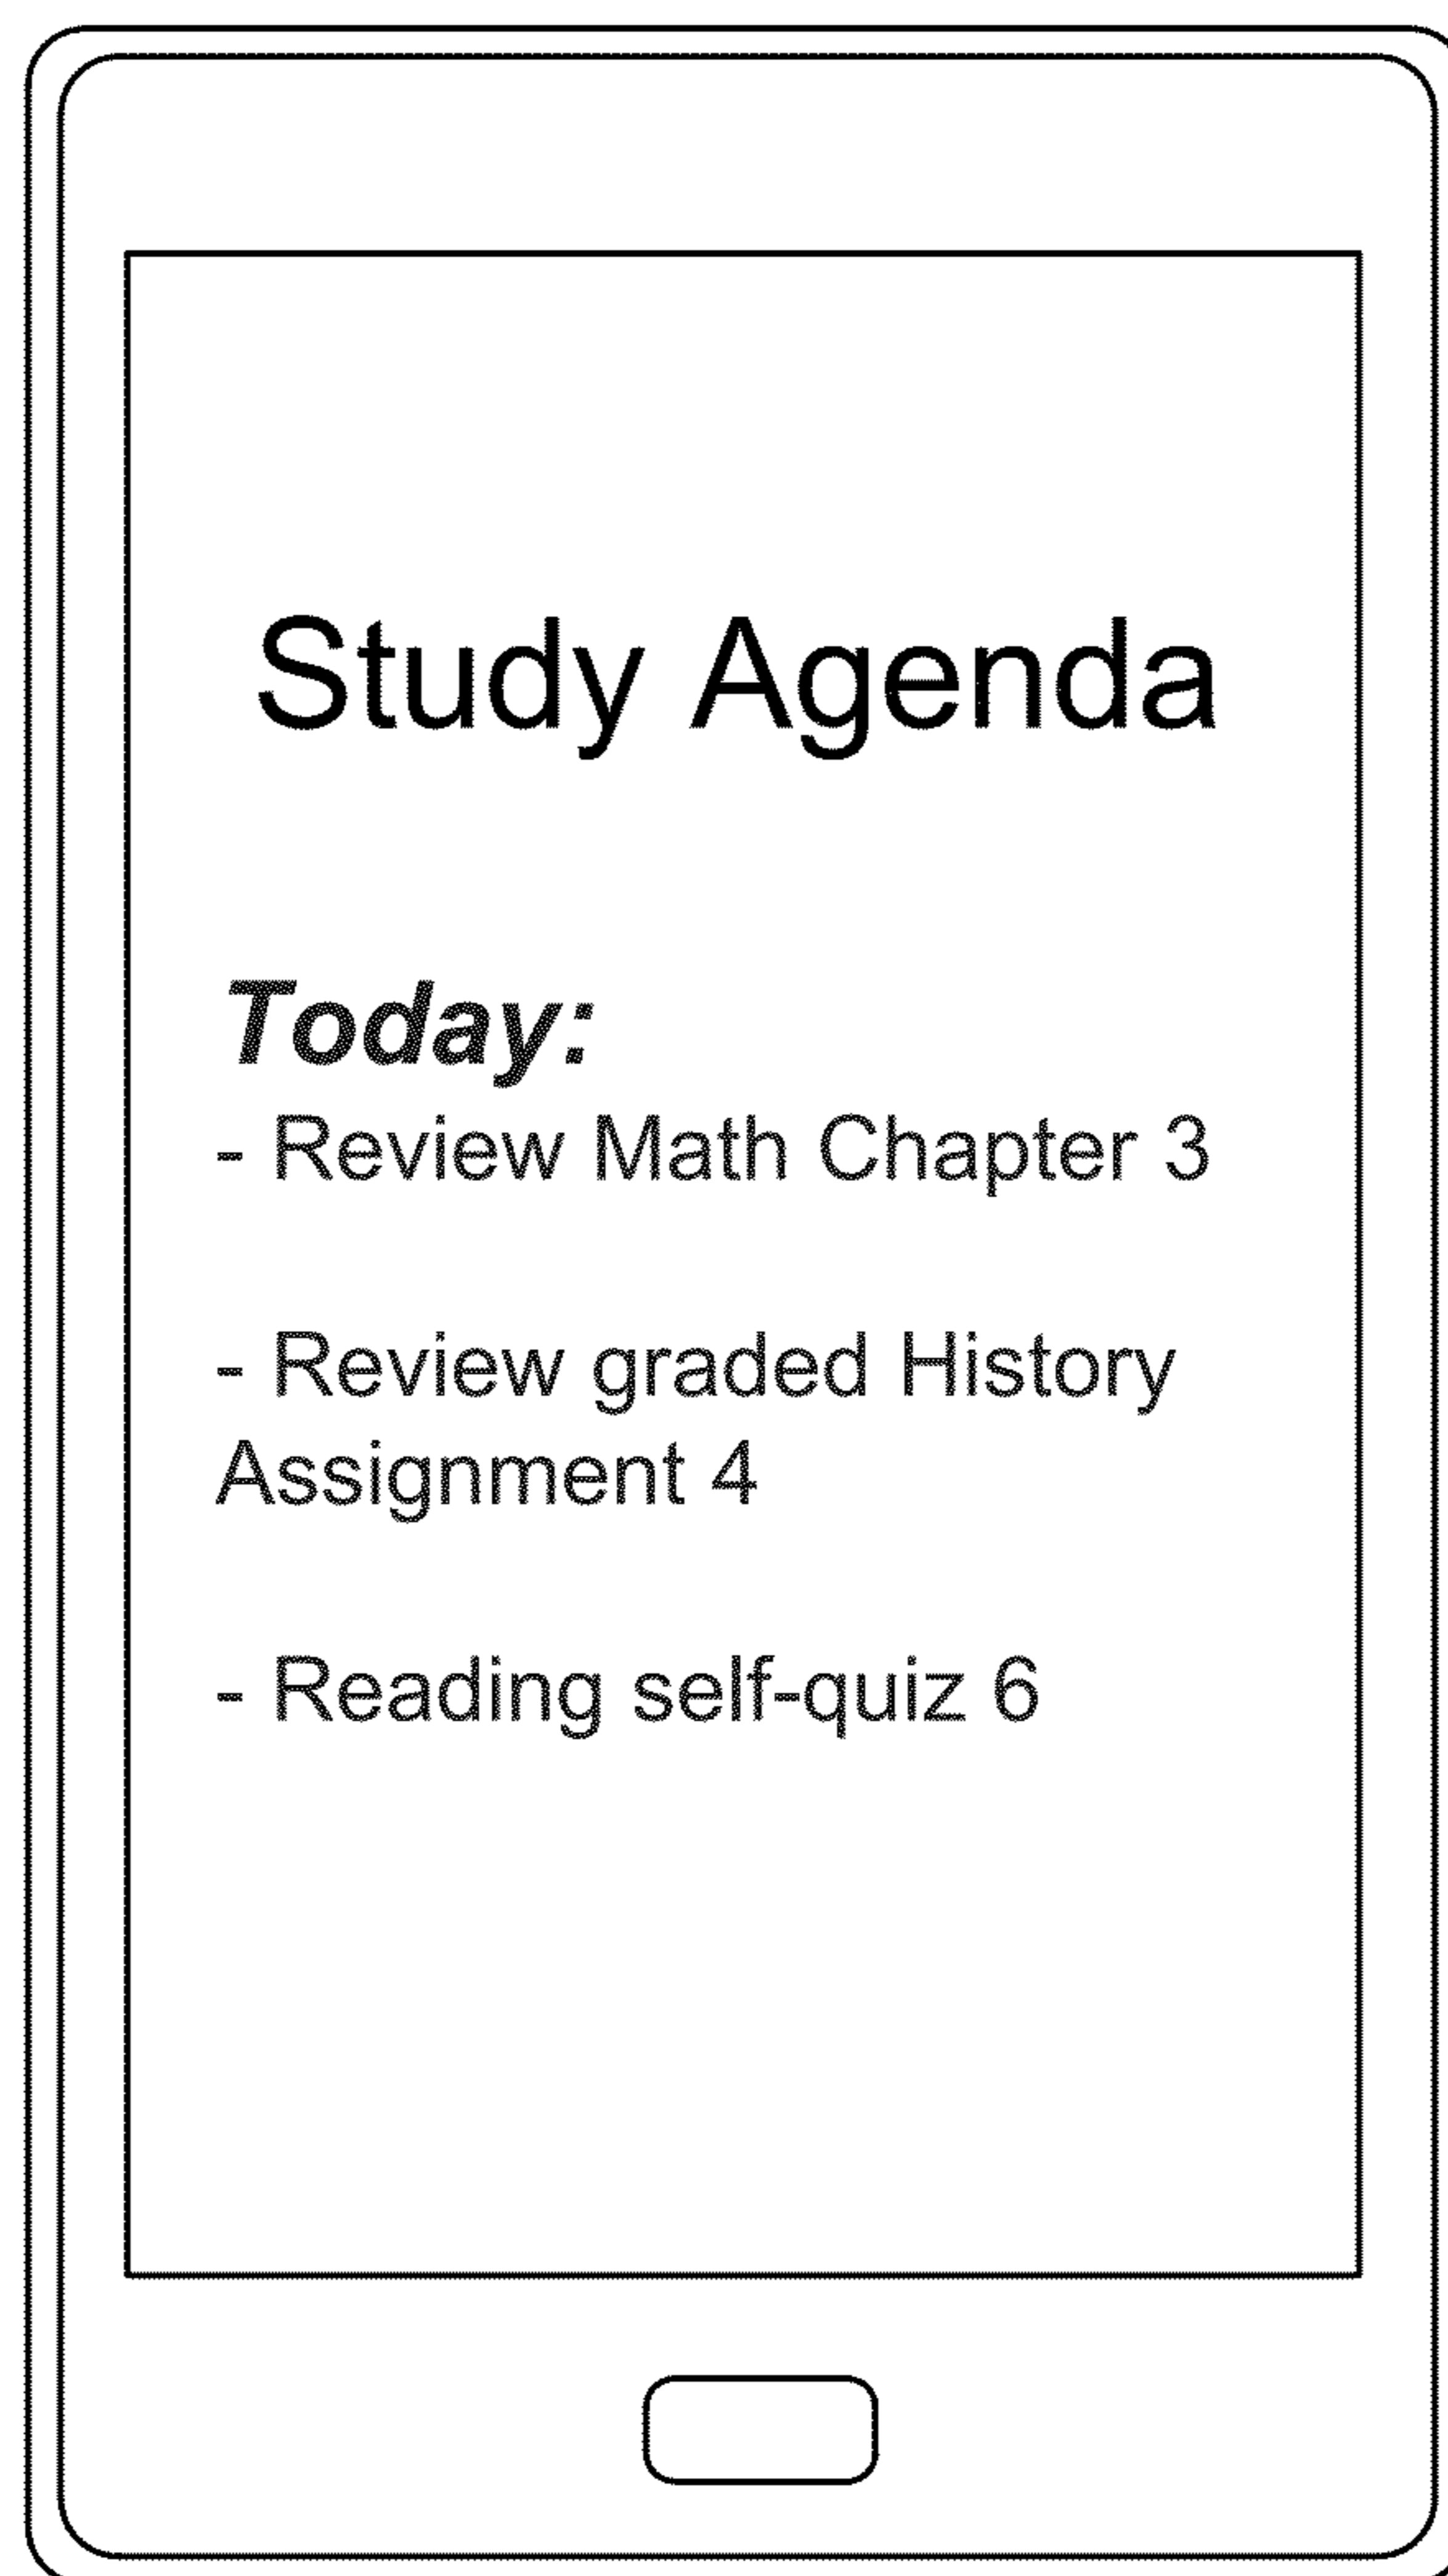 Study Agenda
Today:
- Review Math Chapter 3
- Review graded History
Assignment 4
- Reading self-quiz 6